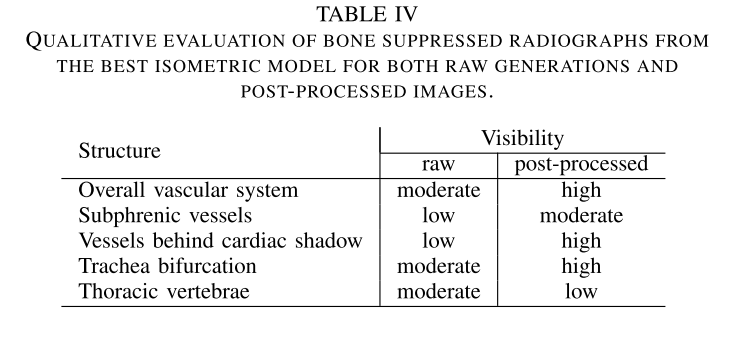 TABLE IV
QUALITATIVE EVALUATION OF BONE SUPPRESSED RADIOGRAPHS FROM
THE BEST ISOMETRIC MODEL FOR BOTH RAW GENERATIONS AND
POST-PROCESSED IMAGES.
Structure Visibility
raw post-processed
Overall vascular system moderate high
Subphrenic vessels low moderate
Vessels behind cardiac shadow low high
Trachea bifurcation moderate high
Thoracic vertebrae moderate low